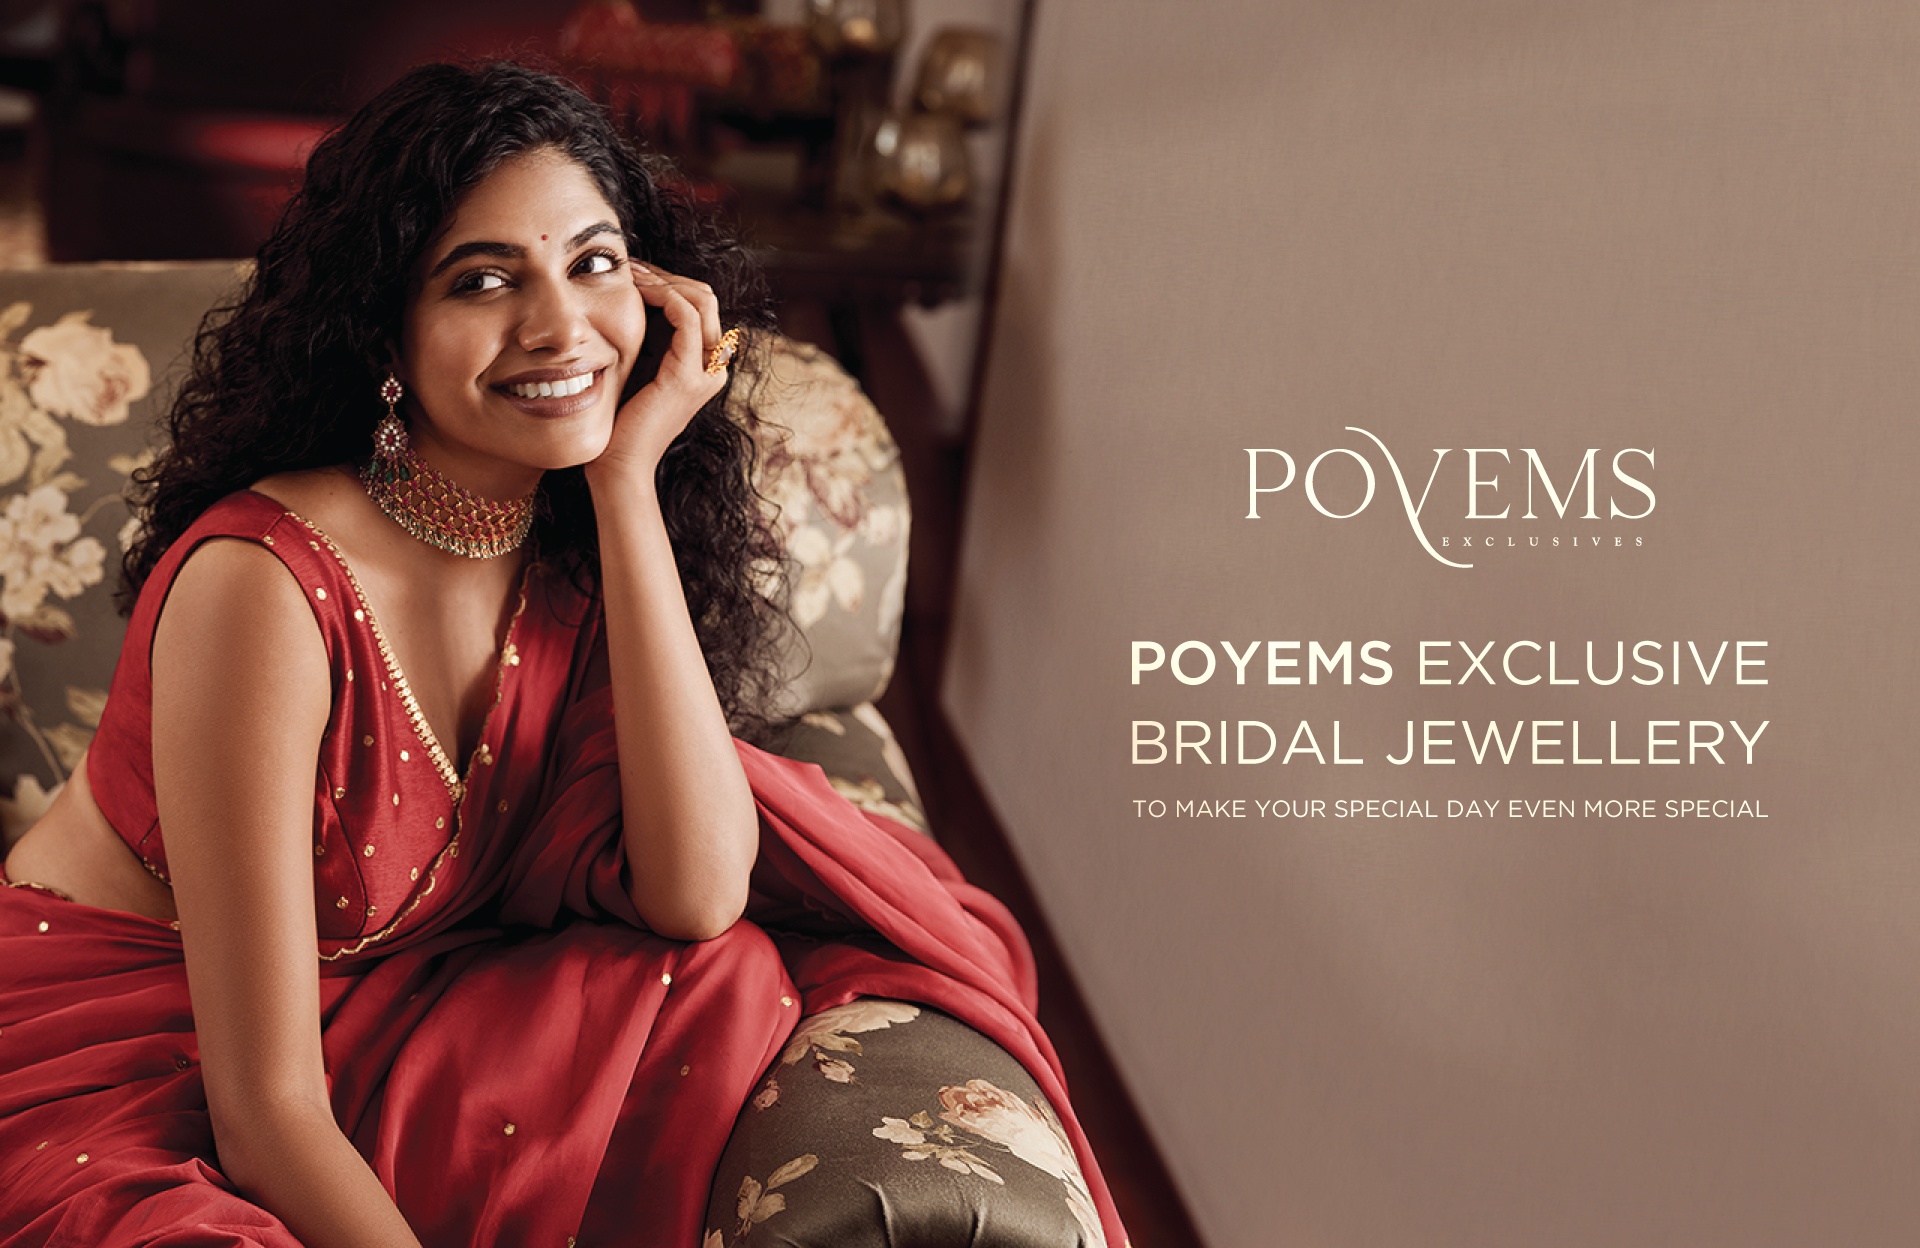 POYEMS
EXCLUSIVES
POYEMS EXCLUSIVE
BRIDAL JEWELLERY
TO MAKE YOUR SPECIAL DAY EVEN MORE SPECIAL